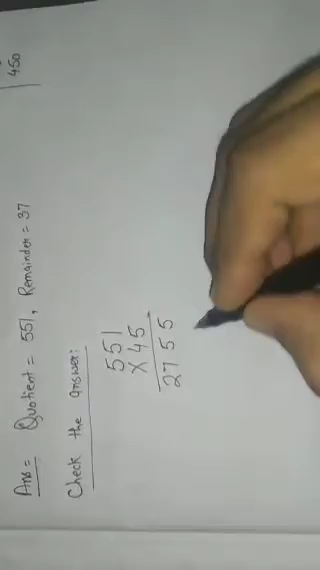 450
Ans = Quotient = 551, Remainder = 37
Check the answer:
551
× 45
2755